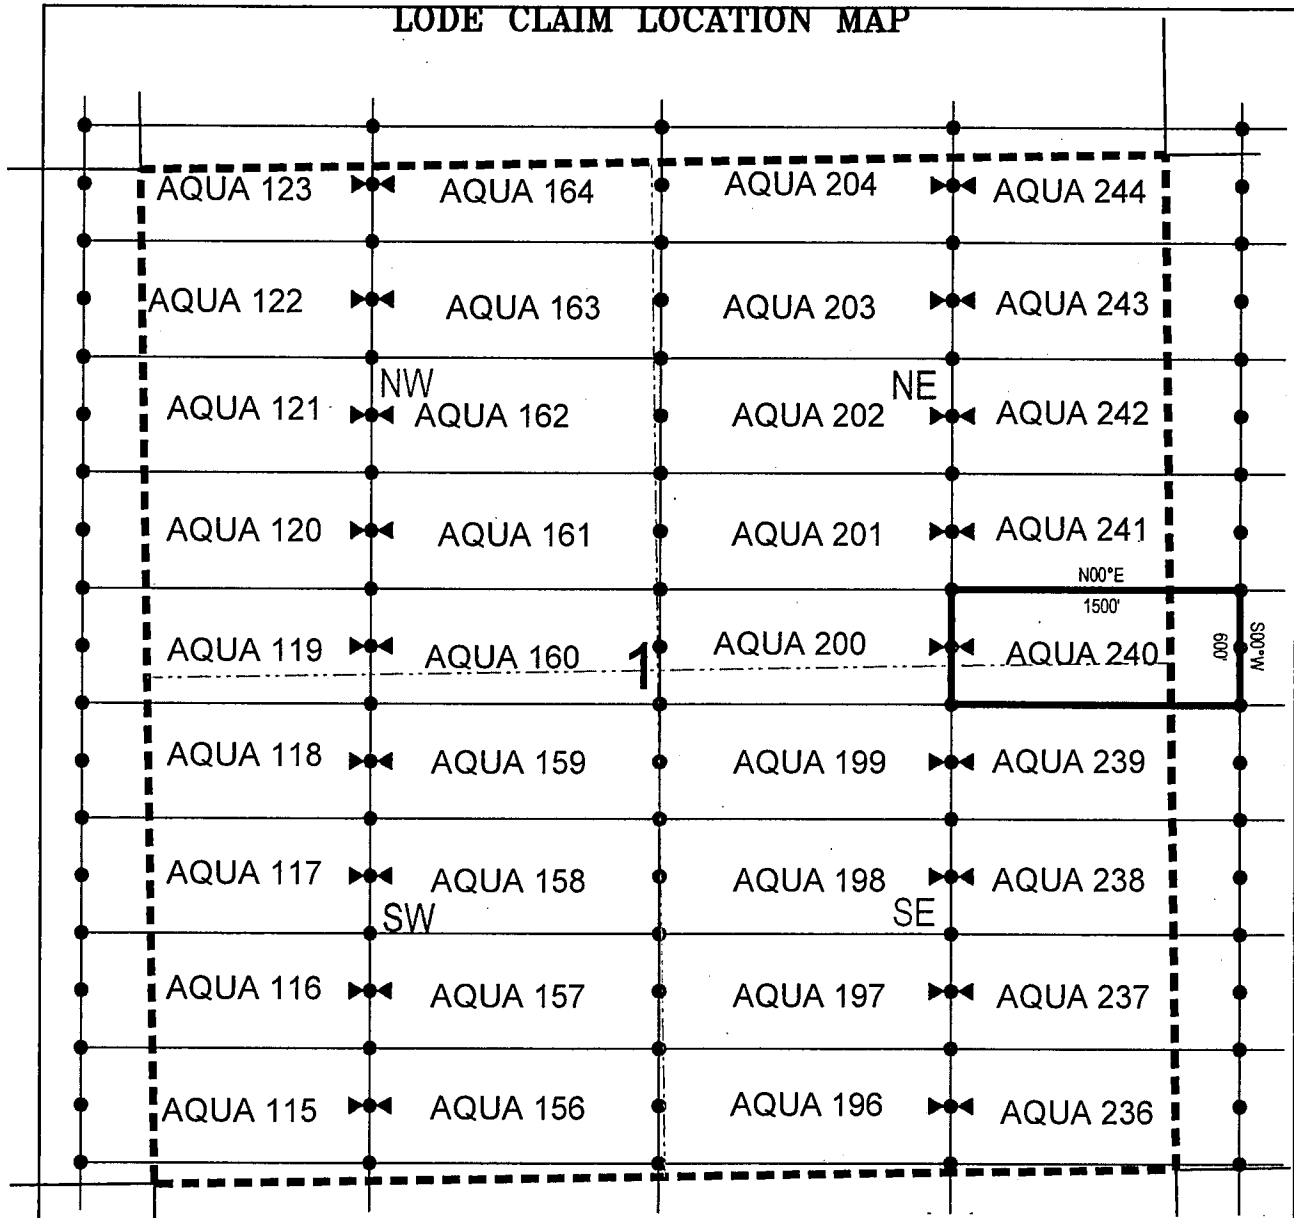 LODE CLAIM LOCATION MAP
AQUA 123 AQUA 164 AQUA 204 AQUA 244
AQUA 122 AQUA 163 AQUA 203 AQUA 243
NW NE
AQUA 121 AQUA 162 AQUA 202 AQUA 242
AQUA 120 AQUA 161 AQUA 201 AQUA 241
N00°E
1500'
AQUA 119 AQUA 160 1 AQUA 200 AQUA 240 600' S00°W
AQUA 118 AQUA 159 AQUA 199 AQUA 239
AQUA 117 AQUA 158 AQUA 198 AQUA 238
SW SE
AQUA 116 AQUA 157 AQUA 197 AQUA 237
AQUA 115 AQUA 156 AQUA 196 AQUA 236